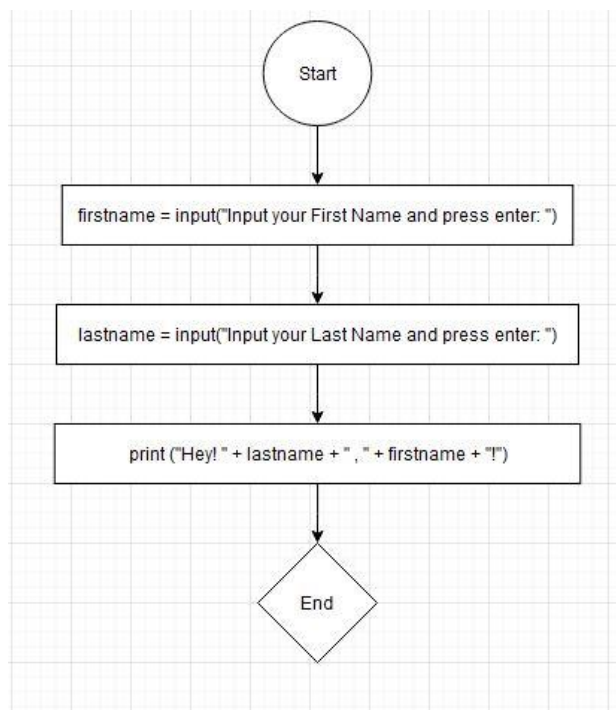 Start
firstname = input("Input your First Name and press enter: ")
lastname = input("Input your Last Name and press enter: ")
print ("Hey! " + lastname + " , " + firstname + "!")
End